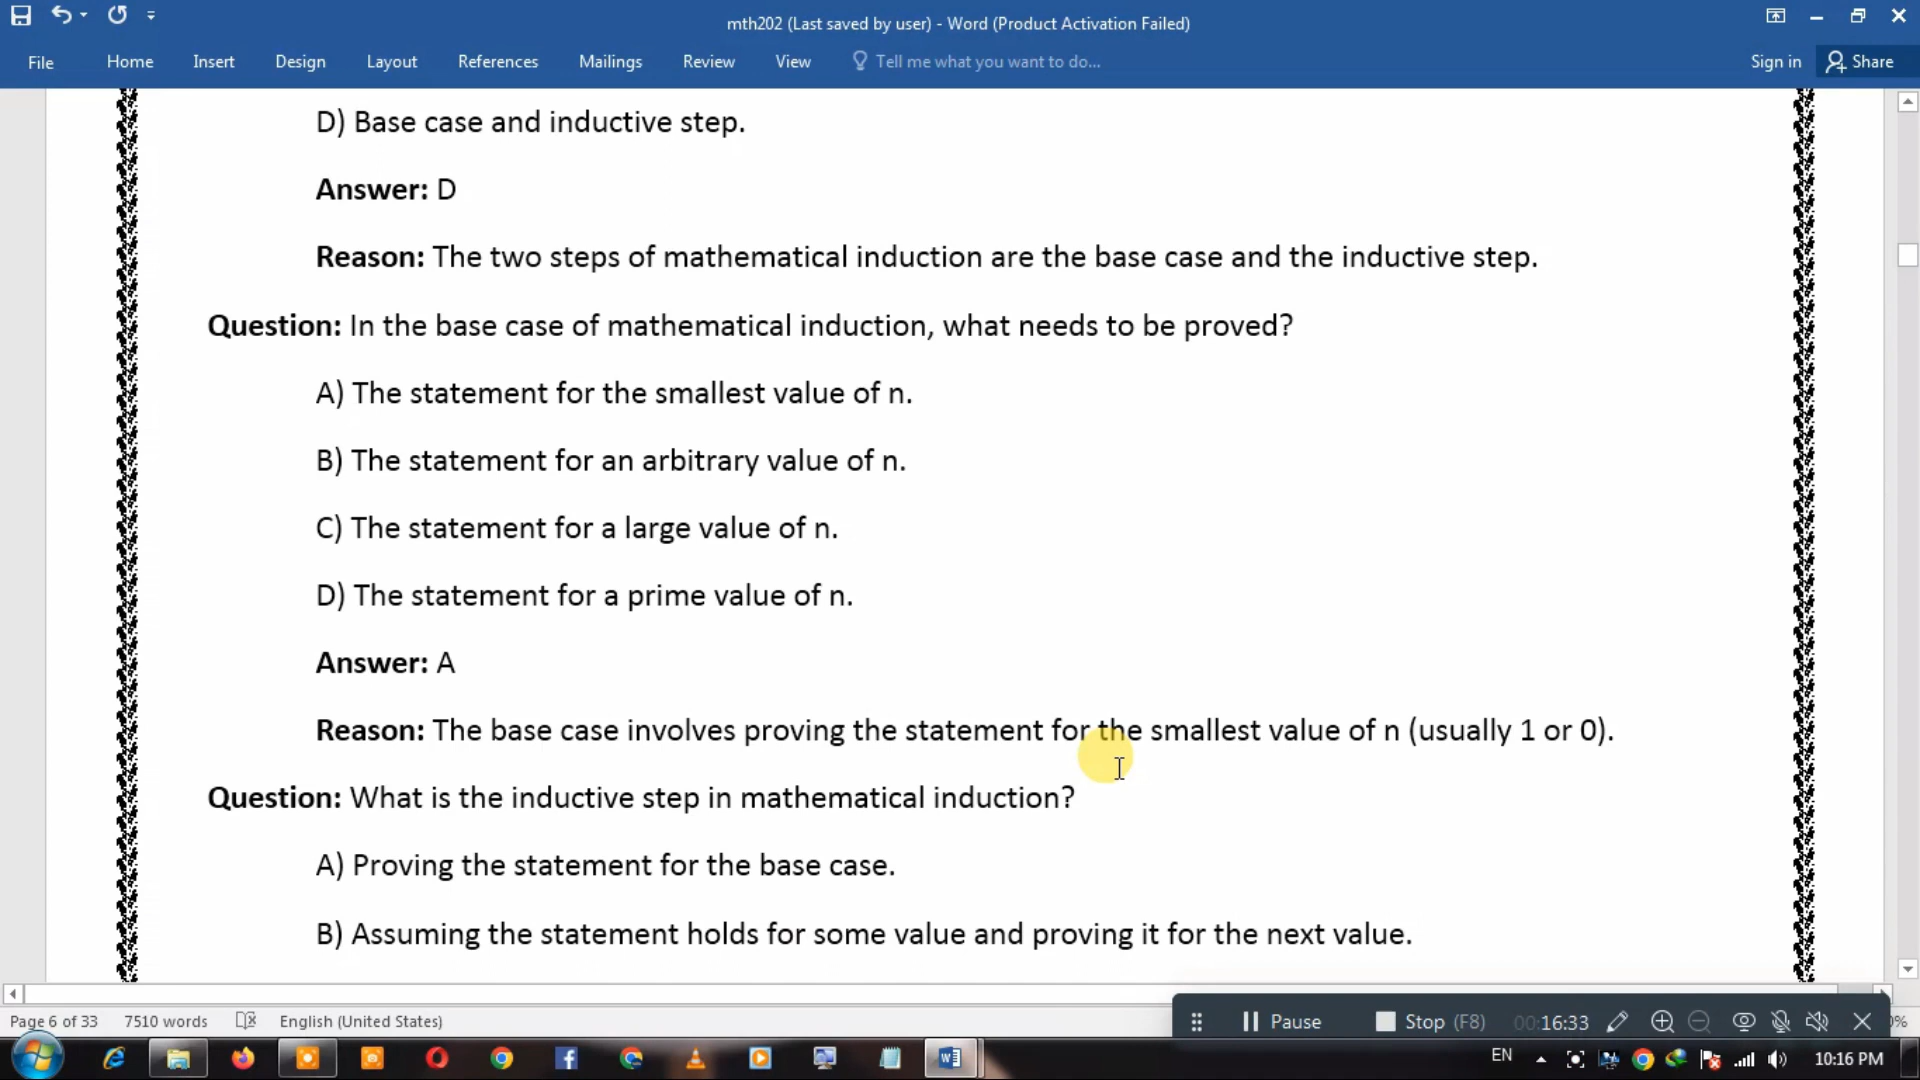 mth202 (Last saved by user) - Word (Product Activation Failed)
File Home Insert Design Layout References Mailings Review View Tell me what you want to do... Sign in Share
D) Base case and inductive step.
Answer: D
Reason: The two steps of mathematical induction are the base case and the inductive step.
Question: In the base case of mathematical induction, what needs to be proved?
A) The statement for the smallest value of n.
B) The statement for an arbitrary value of n.
C) The statement for a large value of n.
D) The statement for a prime value of n.
Answer: A
Reason: The base case involves proving the statement for the smallest value of n (usually 1 or 0).
Question: What is the inductive step in mathematical induction?
A) Proving the statement for the base case.
B) Assuming the statement holds for some value and proving it for the next value.
Page 6 of 33 7510 words English (United States) Pause Stop (F8) 00:16:33 0%
EN 10:16 PM